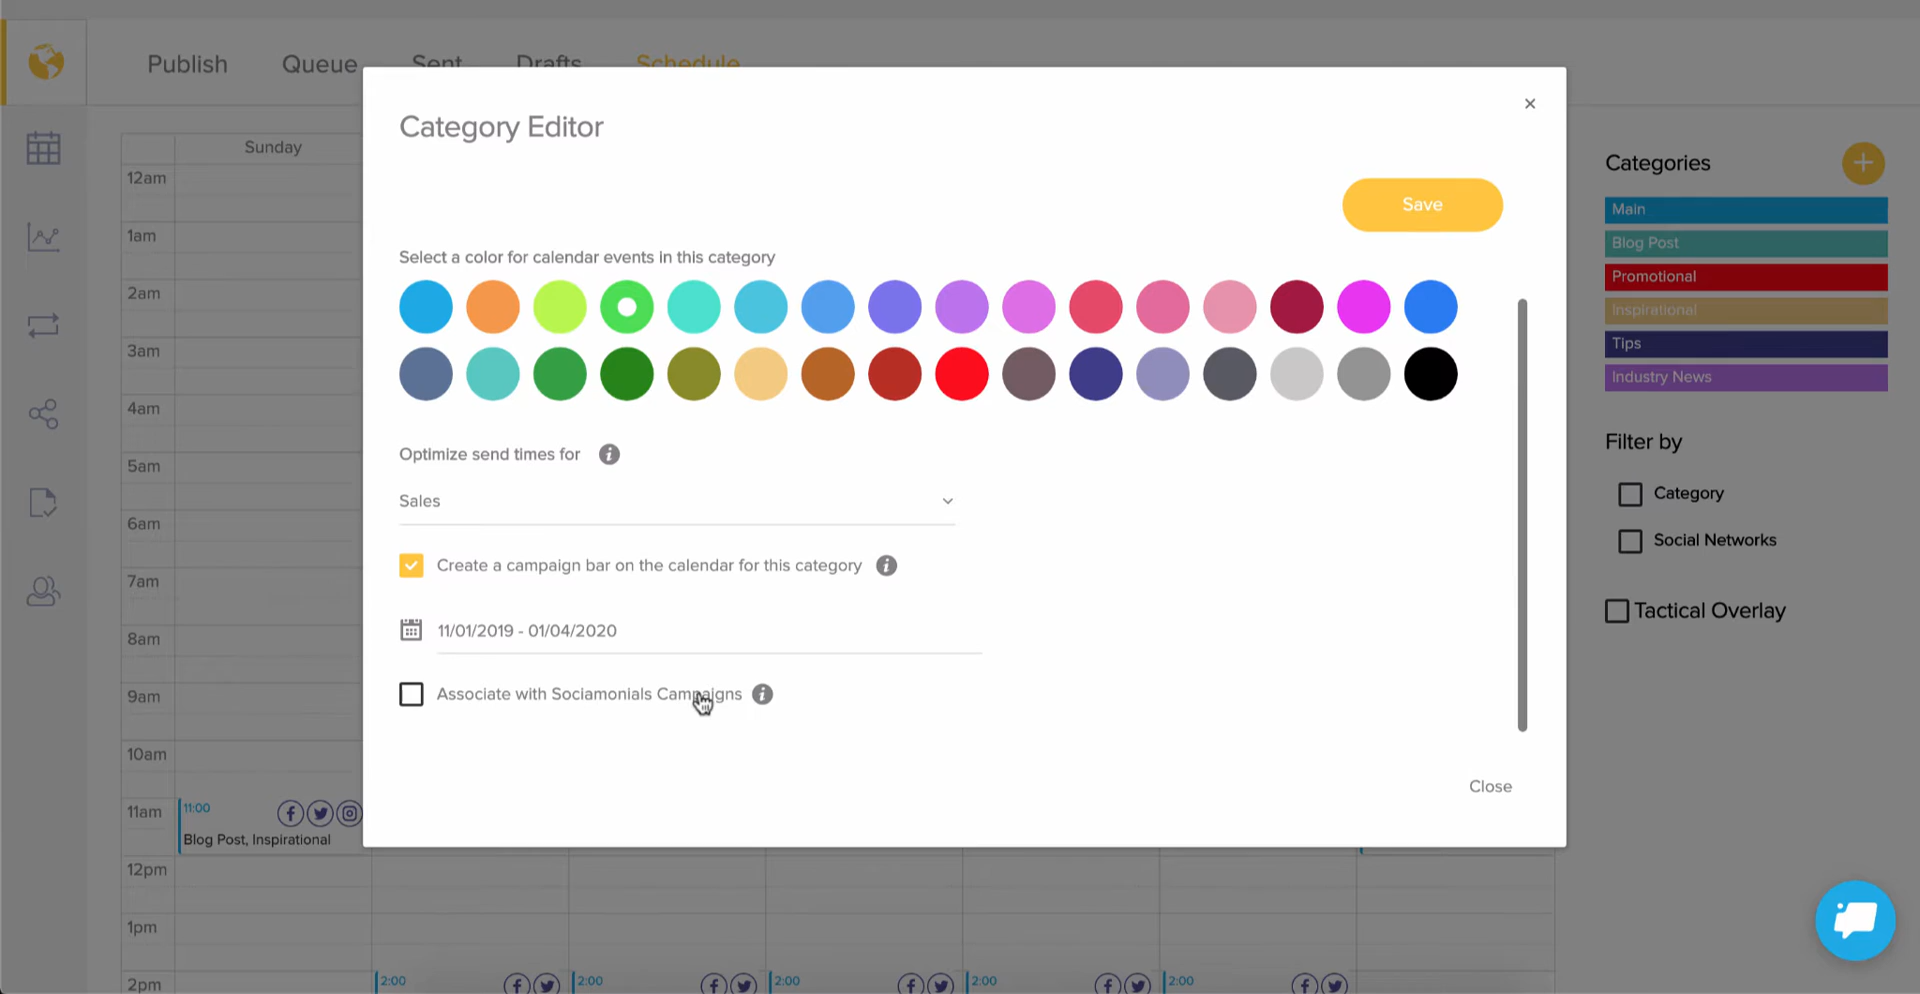 Publish Queue Sent Drafts Schedule
Category Editor
×
Save
Select a color for calendar events in this category
Optimize send times for
Sales
Create a campaign bar on the calendar for this category
11/01/2019 - 01/04/2020
Associate with Sociamonials Campaigns
Close
Sunday
12am
1am
2am
3am
4am
5am
6am
7am
8am
9am
10am
11am
11:00
Blog Post, Inspirational
12pm
1pm
2pm
2:00 2:00 2:00 2:00 2:00
Categories
Main
Blog Post
Promotional
Inspirational
Tips
Industry News
Filter by
Category
Social Networks
Tactical Overlay